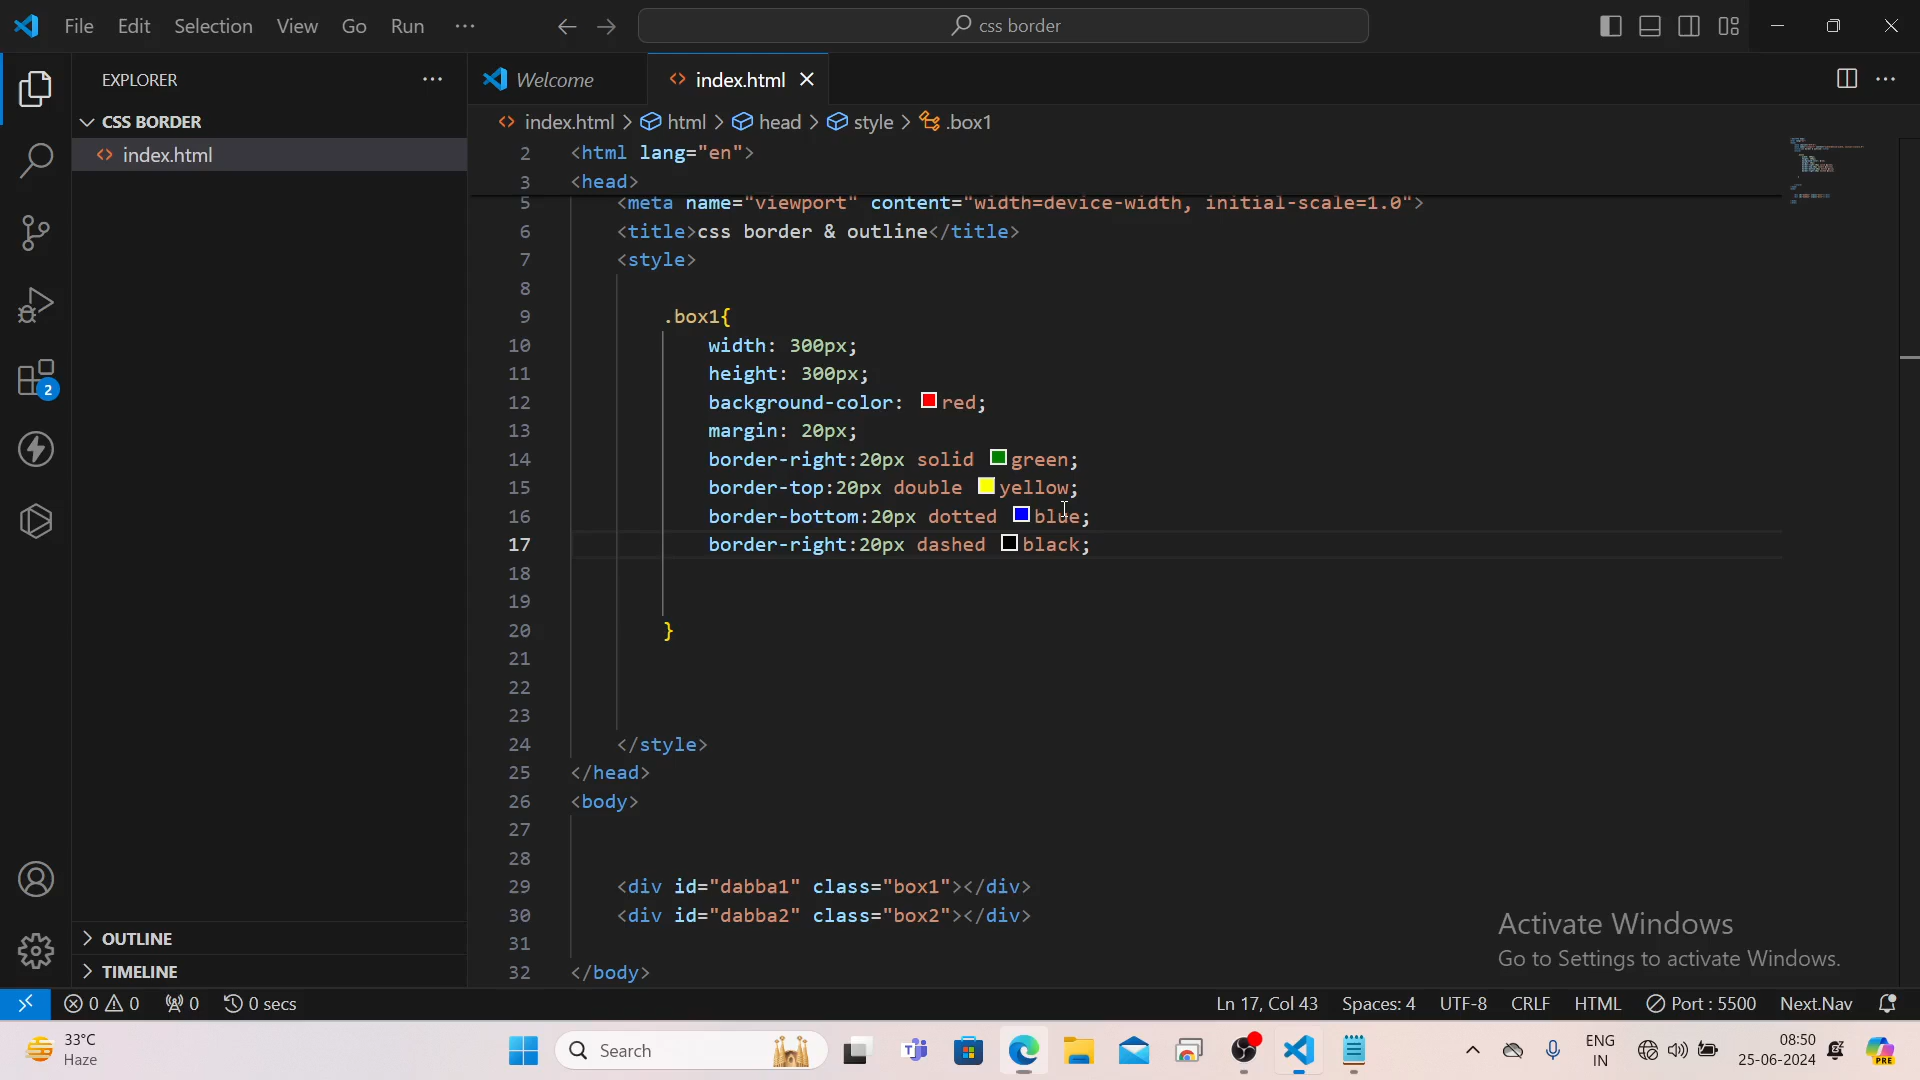 File Edit Selection View Go Run ··· css border
EXPLORER ···
Welcome index.html
CSS BORDER
index.html
index.html > html > head > style > .box1
2 <html lang="en">
3 <head>
5 <meta name="viewport" content="width=device-width, initial-scale=1.0">
6 <title>css border & outline</title>
7 <style>
8
9 .box1{
10 width: 300px;
11 height: 300px;
12 background-color: red;
13 margin: 20px;
14 border-right:20px solid green;
15 border-top:20px double yellow;
16 border-bottom:20px dotted blue;
17 border-right:20px dashed black;
18
19
20 }
21
22
23
24 </style>
25 </head>
26 <body>
27
28
29 <div id="dabba1" class="box1"></div>
30 <div id="dabba2" class="box2"></div>
31
32 </body>
2
OUTLINE
TIMELINE
Activate Windows
Go to Settings to activate Windows.
0 0 0 0 secs Ln 17, Col 43 Spaces: 4 UTF-8 CRLF HTML Port : 5500 Next.Nav
33°C
Haze
Search
ENG
IN
08:50
25-06-2024
PRE